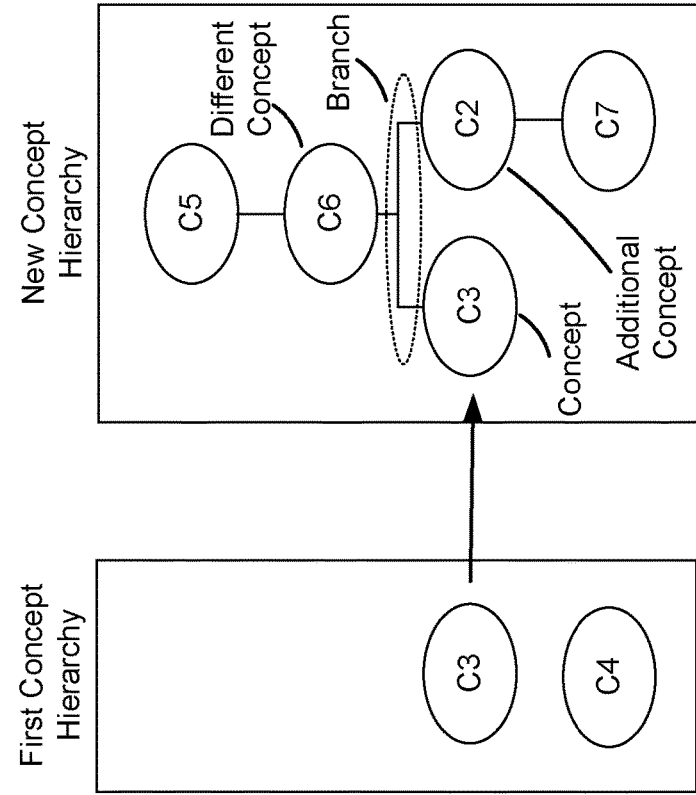 First Concept
Hierarchy
C3
C4
New Concept
Hierarchy
C5
Different
Concept
C6
Branch
C3
C2
Concept
Additional
Concept
C7